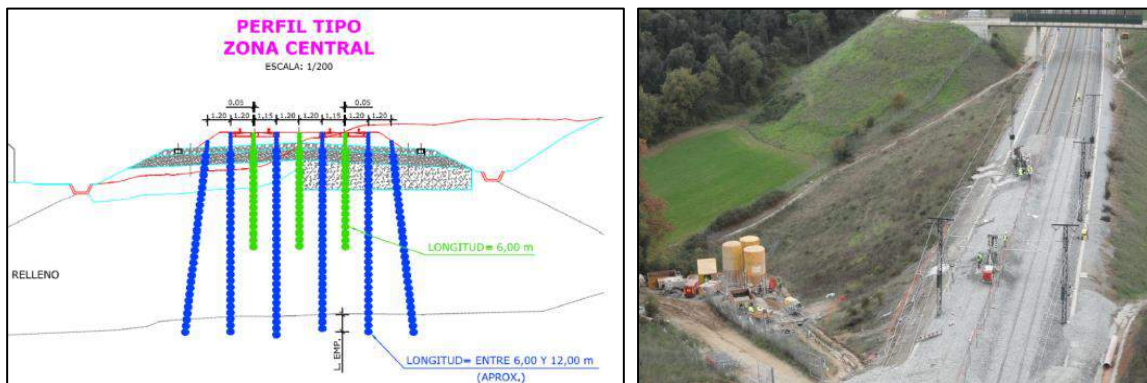 PERFIL TIPO
ZONA CENTRAL
ESCALA: 1/200
0.05 0.05
1.20 1.20 1.15 1.20 1.20 1.15 1.20 1.20
LONGITUD= 6,00 m
RELLENO
L. EMP.
LONGITUD= ENTRE 6,00 Y 12,00 m
(APROX.)